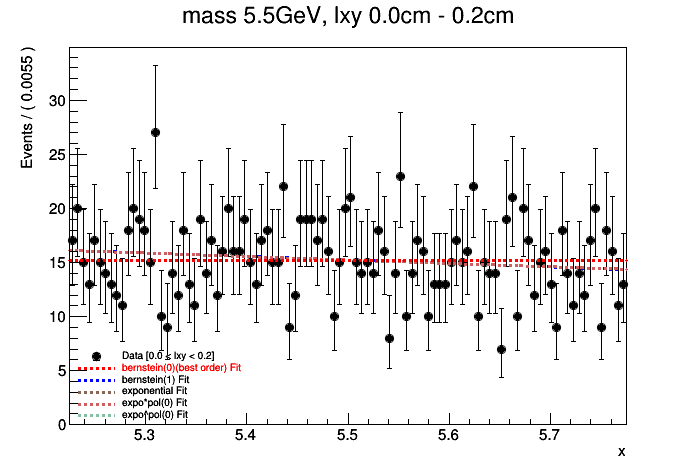 mass 5.5GeV, lxy 0.0cm - 0.2cm
Events / ( 0.0055 )
30
25
20
15
10
5
0
Data [0.0 ≤ lxy < 0.2]
bernstein(0)(best order) Fit
bernstein(1) Fit
exponential Fit
expo*pol(0) Fit
expo^pol(0) Fit
5.3 5.4 5.5 5.6 5.7
x